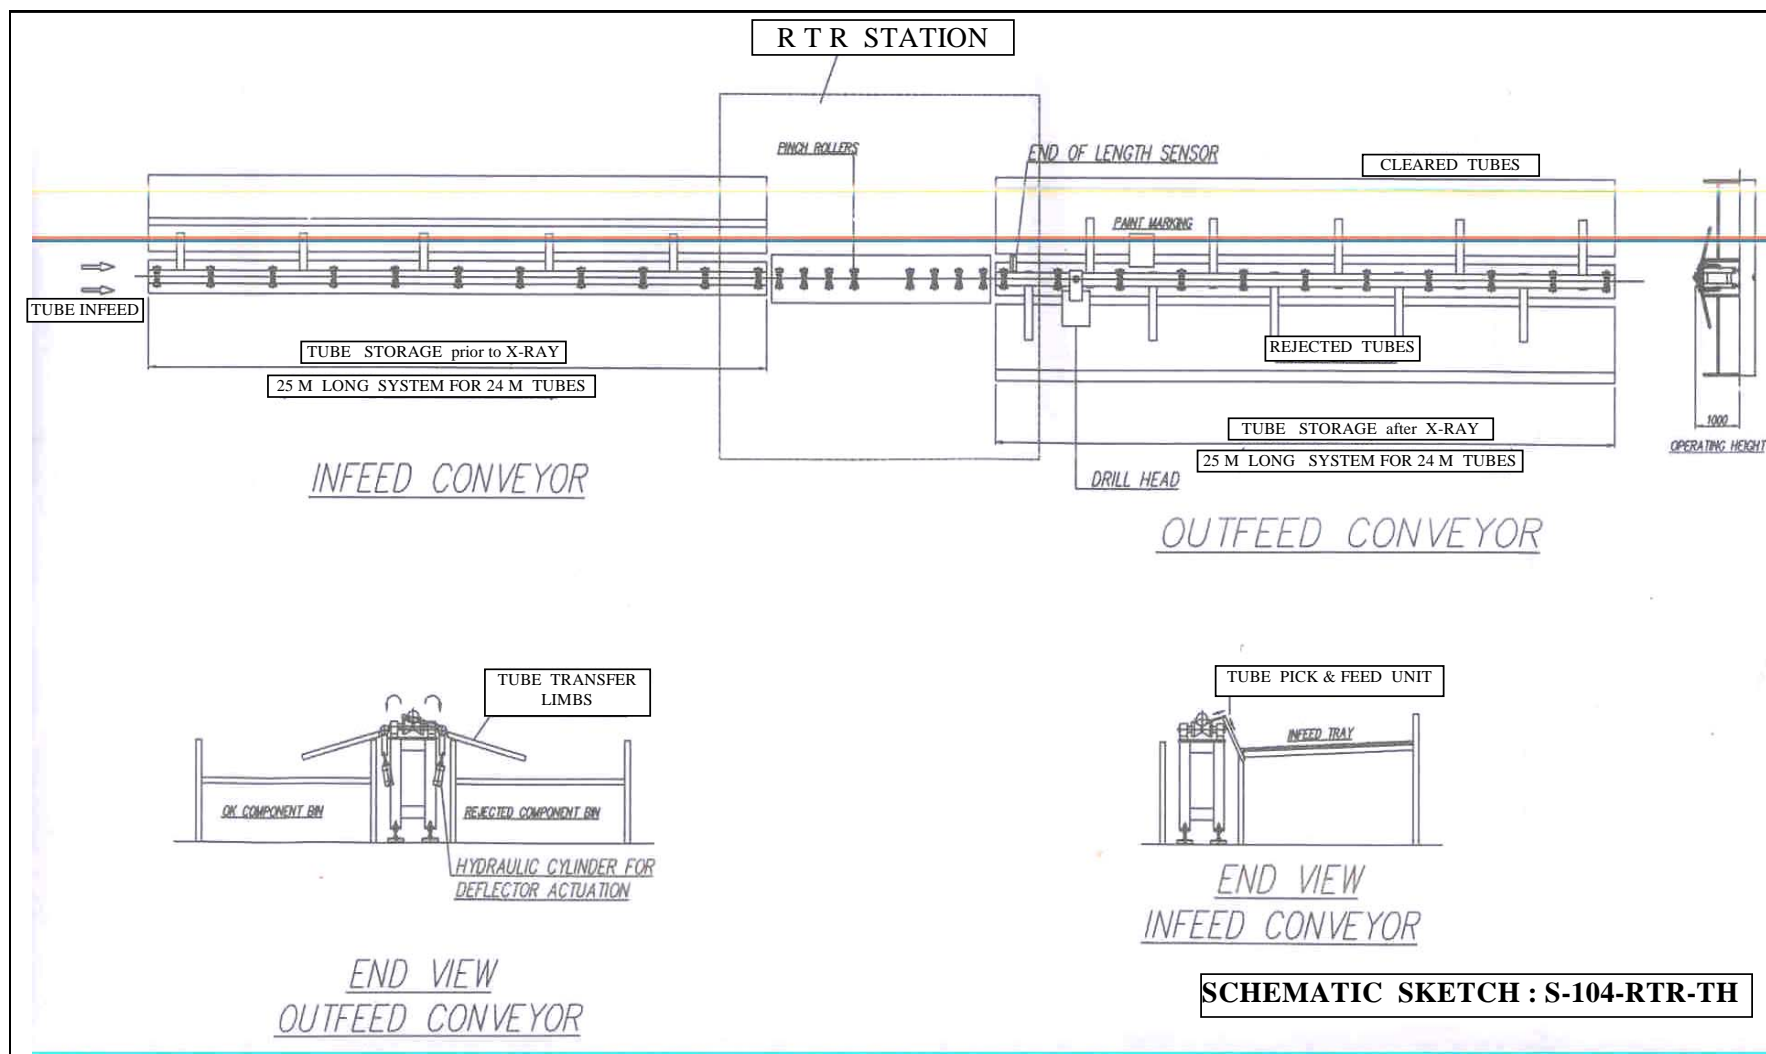 R T R STATION
PINCH ROLLERS
END OF LENGTH SENSOR
CLEARED TUBES
PAINT MARKING
TUBE INFEED
TUBE STORAGE prior to X-RAY
25 M LONG SYSTEM FOR 24 M TUBES
REJECTED TUBES
TUBE STORAGE after X-RAY
25 M LONG SYSTEM FOR 24 M TUBES
1000
OPERATING HEIGHT
INFEED CONVEYOR
DRILL HEAD
OUTFEED CONVEYOR
TUBE TRANSFER
LIMBS
OK COMPONENT BIN
REJECTED COMPONENT BIN
HYDRAULIC CYLINDER FOR
DEFLECTOR ACTUATION
END VIEW
OUTFEED CONVEYOR
TUBE PICK & FEED UNIT
INFEED TRAY
END VIEW
INFEED CONVEYOR
SCHEMATIC SKETCH : S-104-RTR-TH